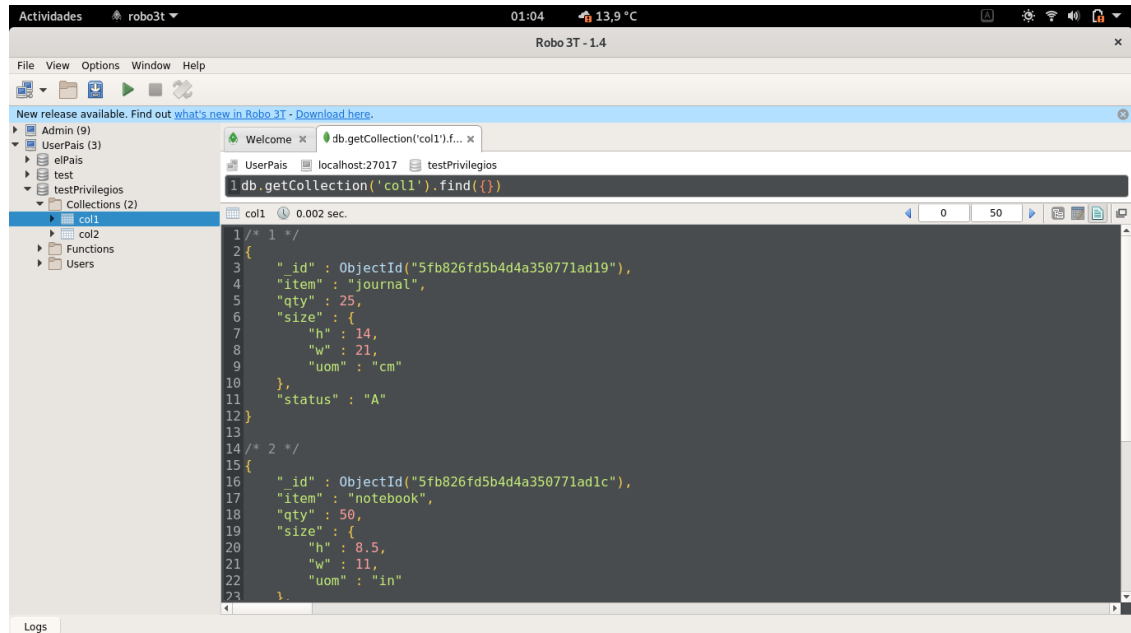 Actividades robo3t 01:04 13,9 °C A
Robo 3T - 1.4
File View Options Window Help
New release available. Find out what's new in Robo 3T - Download here.
Admin (9)
UserPais (3)
elPais
test
testPrivilegios
Collections (2)
col1
col2
Functions
Users
Welcome db.getCollection('col1').f...
UserPais localhost:27017 testPrivilegios
1 db.getCollection('col1').find({})
col1 0.002 sec. 0 50
1 /* 1 */
2 {
3 "_id" : ObjectId("5fb826fd5b4d4a350771ad19"),
4 "item" : "journal",
5 "qty" : 25,
6 "size" : {
7 "h" : 14,
8 "w" : 21,
9 "uom" : "cm"
10 },
11 "status" : "A"
12 }
13
14 /* 2 */
15 {
16 "_id" : ObjectId("5fb826fd5b4d4a350771ad1c"),
17 "item" : "notebook",
18 "qty" : 50,
19 "size" : {
20 "h" : 8.5,
21 "w" : 11,
22 "uom" : "in"
23 },
Logs